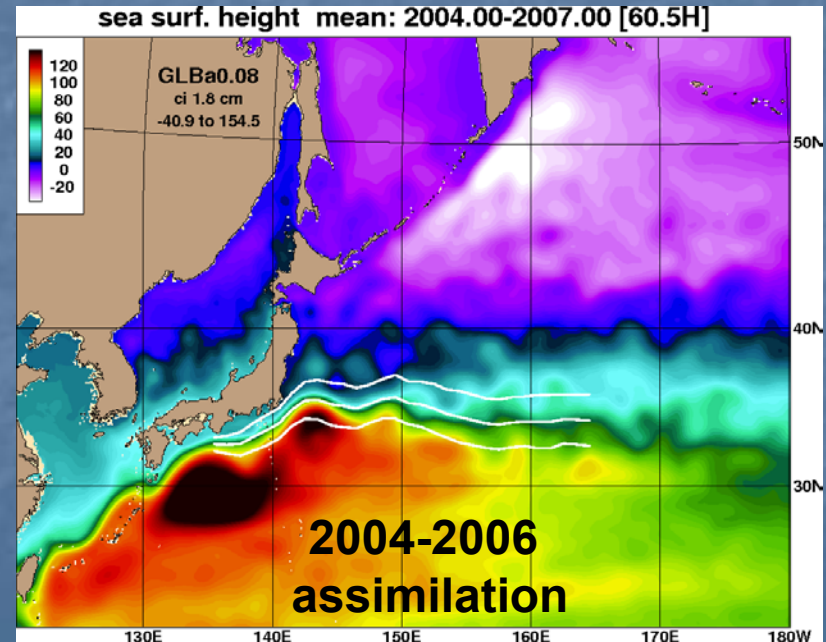 sea surf. height mean: 2004.00-2007.00 [60.5H]
120
100
80
60
40
20
0
-20
GLBa0.08
ci 1.8 cm
-40.9 to 154.5
50N
40N
30N
2004-2006
assimilation
130E 140E 150E 160E 170E 180W